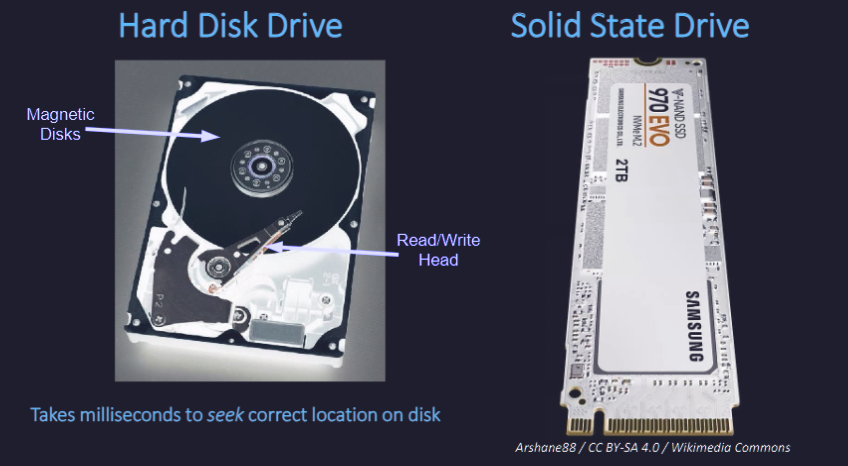 Hard Disk Drive
Solid State Drive
Magnetic
Disks
Read/Write
Head
V-NAND SSD
970 EVO
NVMe M.2
2TB
SAMSUNG
Takes milliseconds to seek correct location on disk
Arshane88 / CC BY-SA 4.0 / Wikimedia Commons